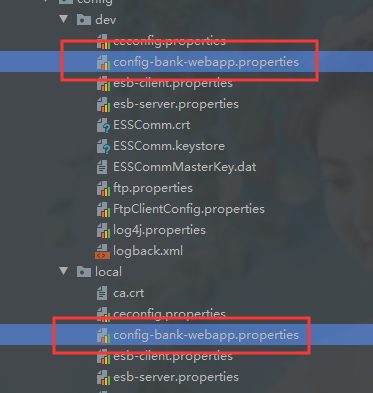 config
dev
ceconfig.properties
config-bank-webapp.properties
esb-client.properties
esb-server.properties
ESSComm.crt
ESSComm.keystore
ESSCommMasterKey.dat
ftp.properties
FtpClientConfig.properties
log4j.properties
logback.xml
local
ca.crt
ceconfig.properties
config-bank-webapp.properties
esb-client.properties
esb-server.properties